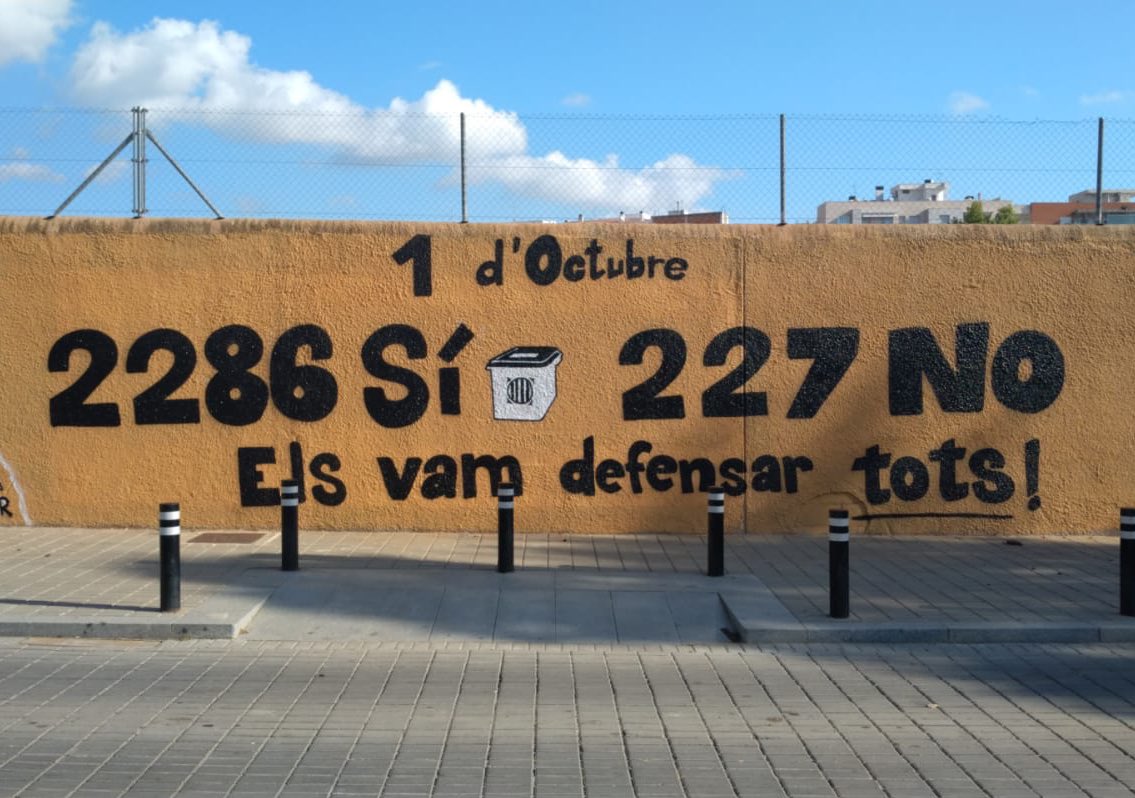 1 d'Octubre
2286 Sí 227 No
Els vam defensar tots!